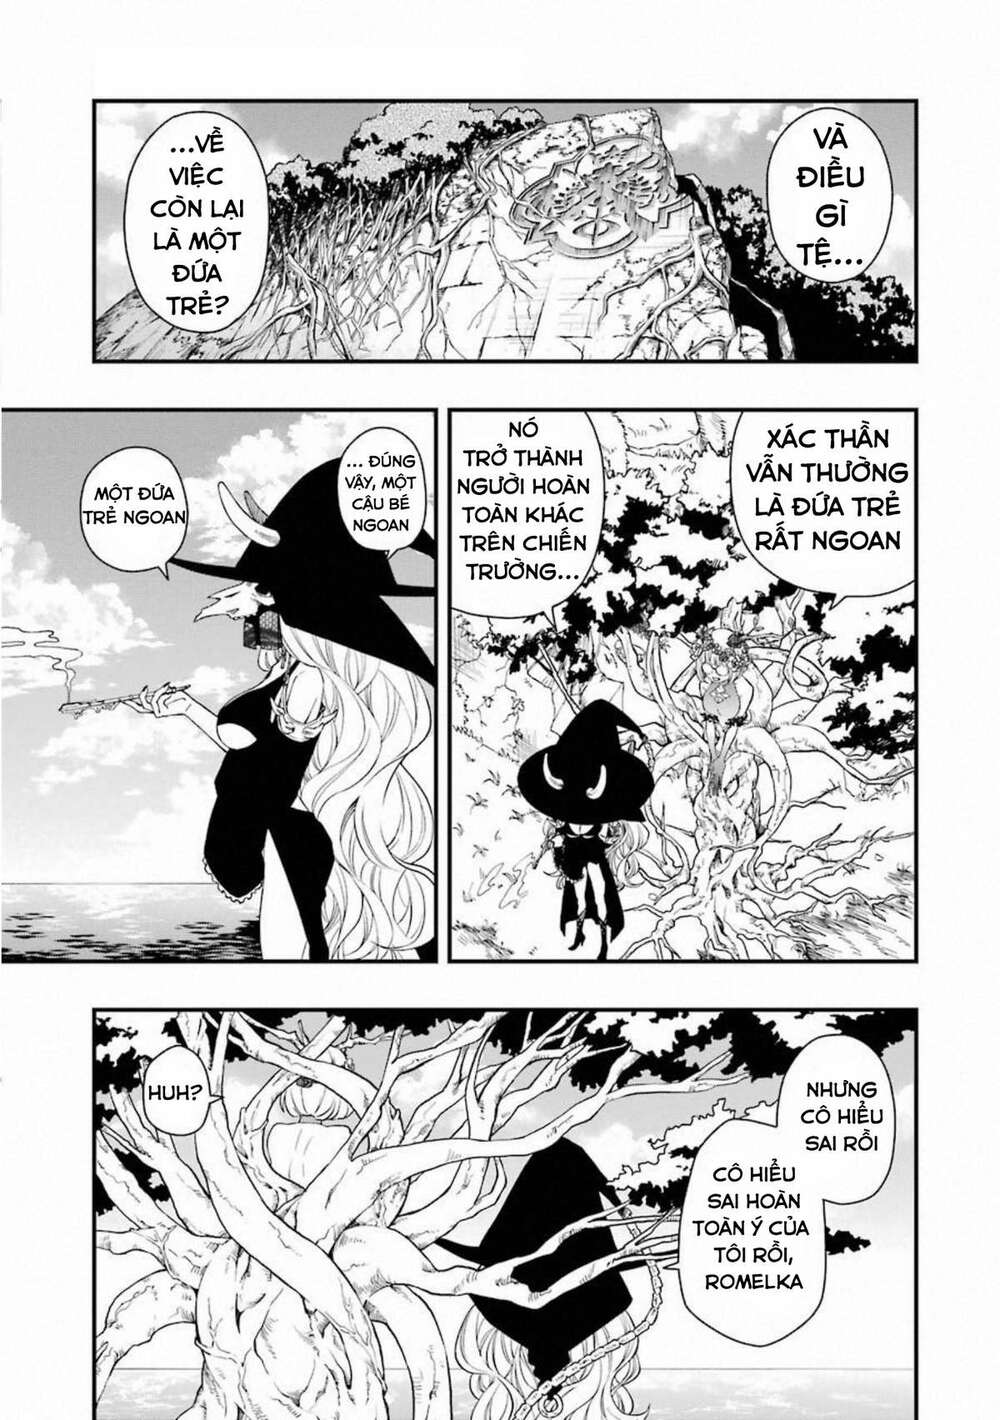 VÀ
ĐIỀU
GÌ
TỆ...
...VỀ
VIỆC
CÒN LẠI
LÀ MỘT
ĐỨA
TRẺ?
XÁC THẦN
VẪN THƯỜNG
LÀ ĐỨA TRẺ
RẤT NGOAN
NÓ
TRỞ THÀNH
NGƯỜI HOÀN
TOÀN KHÁC
TRÊN CHIẾN
TRƯỜNG...
... ĐÚNG
VẬY, MỘT
CẬU BÉ
NGOAN
MỘT ĐỨA
TRẺ NGOAN
NHƯNG
CÔ HIỂU
SAI RỒI
CÔ HIỂU
SAI HOÀN
TOÀN Ý CỦA
TÔI RỒI,
ROMELKA
HUH?